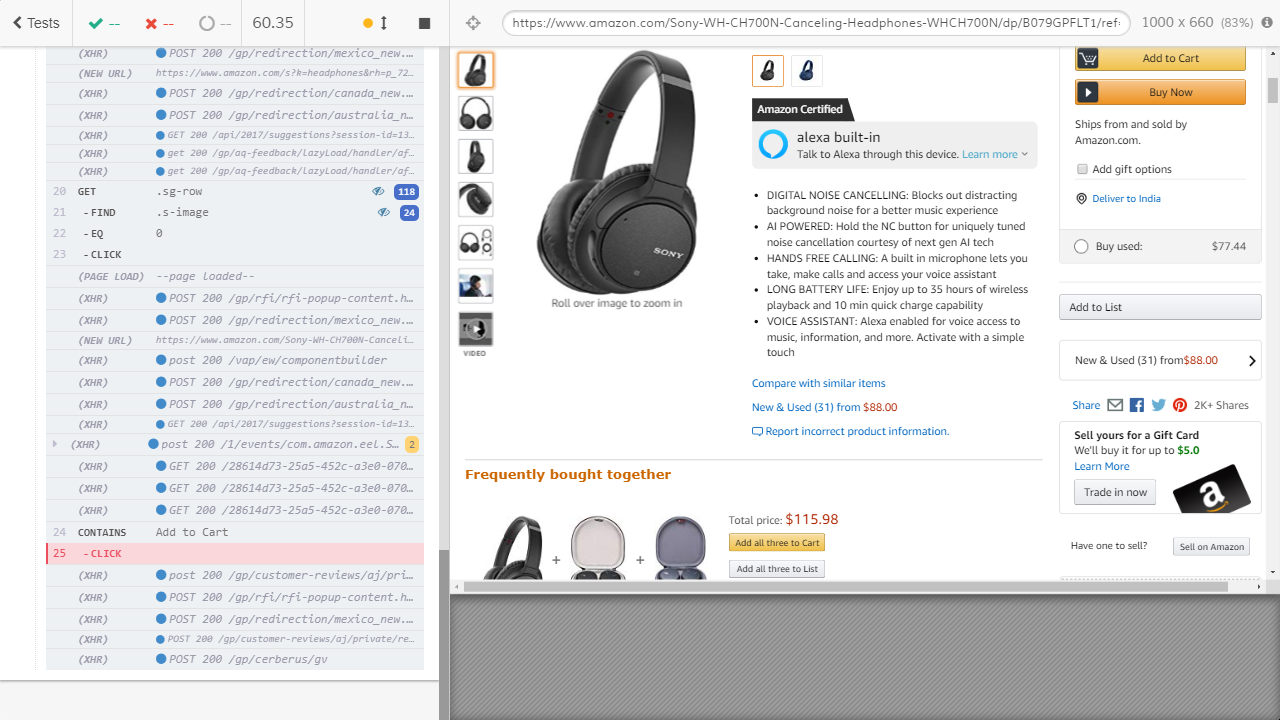 Tests
--
--
--
60.35
https://www.amazon.com/Sony-WH-CH700N-Canceling-Headphones-WHCH700N/dp/B079GPFLT1/ref
1000 x 660 (83%)
(XHR) POST 200 /gp/redirection/mexico_new....
(NEW URL) https://www.amazon.com/s?k=headphones&rh=p_72...
(XHR) POST 200 /gp/redirection/canada_new....
(XHR) POST 200 /gp/redirection/australia_n...
(XHR) GET 200 /api/2017/suggestions?session-id=13...
(XHR) get 200 /gp/aq-feedback/LazyLoad/handler/af...
(XHR) get 200 /gp/aq-feedback/LazyLoad/handler/af...
20 GET .sg-row 118
21 -FIND .s-image 24
22 -EQ 0
23 -CLICK
(PAGE LOAD) --page loaded--
(XHR) POST 200 /gp/rfi/rfi-popup-content.h...
(XHR) POST 200 /gp/redirection/mexico_new....
(NEW URL) https://www.amazon.com/Sony-WH-CH700N-Canceli...
(XHR) post 200 /vap/ew/componentbuilder
(XHR) POST 200 /gp/redirection/canada_new....
(XHR) POST 200 /gp/redirection/australia_n...
(XHR) GET 200 /api/2017/suggestions?session-id=13...
(XHR) post 200 /1/events/com.amazon.eel.S... 2
(XHR) GET 200 /28614d73-25a5-452c-a3e0-070...
(XHR) GET 200 /28614d73-25a5-452c-a3e0-070...
(XHR) GET 200 /28614d73-25a5-452c-a3e0-070...
24 CONTAINS Add to Cart
25 -CLICK
(XHR) post 200 /gp/customer-reviews/aj/pri...
(XHR) POST 200 /gp/rfi/rfi-popup-content.h...
(XHR) POST 200 /gp/redirection/mexico_new....
(XHR) POST 200 /gp/customer-reviews/aj/private/re...
(XHR) POST 200 /gp/cerberus/gv
VIDEO
SONY
Roll over image to zoom in
Amazon Certified
alexa built-in
Talk to Alexa through this device. Learn more
• DIGITAL NOISE CANCELLING: Blocks out distracting
background noise for a better music experience
• AI POWERED: Hold the NC button for uniquely tuned
noise cancellation courtesy of next gen AI tech
• HANDS FREE CALLING: A built in microphone lets you
take, make calls and access your voice assistant
• LONG BATTERY LIFE: Enjoy up to 35 hours of wireless
playback and 10 min quick charge capability
• VOICE ASSISTANT: Alexa enabled for voice access to
music, information, and more. Activate with a simple
touch
Compare with similar items
New & Used (31) from $88.00
Report incorrect product information.
Frequently bought together
+
+
Total price: $115.98
Add all three to Cart
Add all three to List
Add to Cart
Buy Now
Ships from and sold by
Amazon.com.
Add gift options
Deliver to India
Buy used: $77.44
Add to List
New & Used (31) from$88.00
Share 2K+ Shares
Sell yours for a Gift Card
We'll buy it for up to $5.0
Learn More
Trade in now
a
Have one to sell?
Sell on Amazon